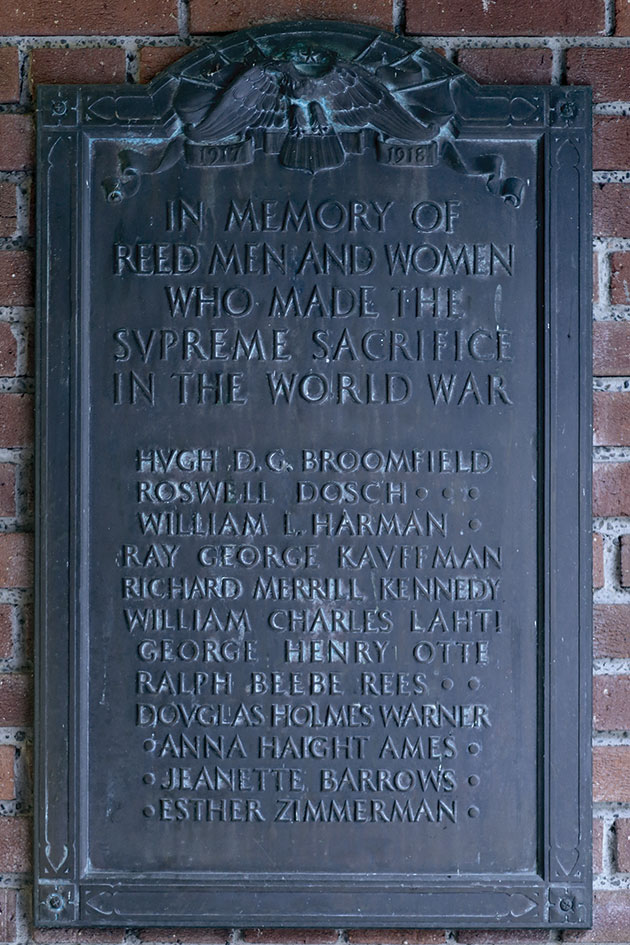 1917 1918
IN MEMORY OF
REED MEN AND WOMEN
WHO MADE THE
SVPREME SACRIFICE
IN THE WORLD WAR
HVGH D. G. BROOMFIELD
ROSWELL DOSCH
WILLIAM L. HARMAN
RAY GEORGE KAVFFMAN
RICHARD MERRILL KENNEDY
WILLIAM CHARLES LAHTI
GEORGE HENRY OTTE
RALPH BEEBE REES
DOVGLAS HOLMES WARNER
ANNA HAIGHT AMES
JEANETTE BARROWS
ESTHER ZIMMERMAN